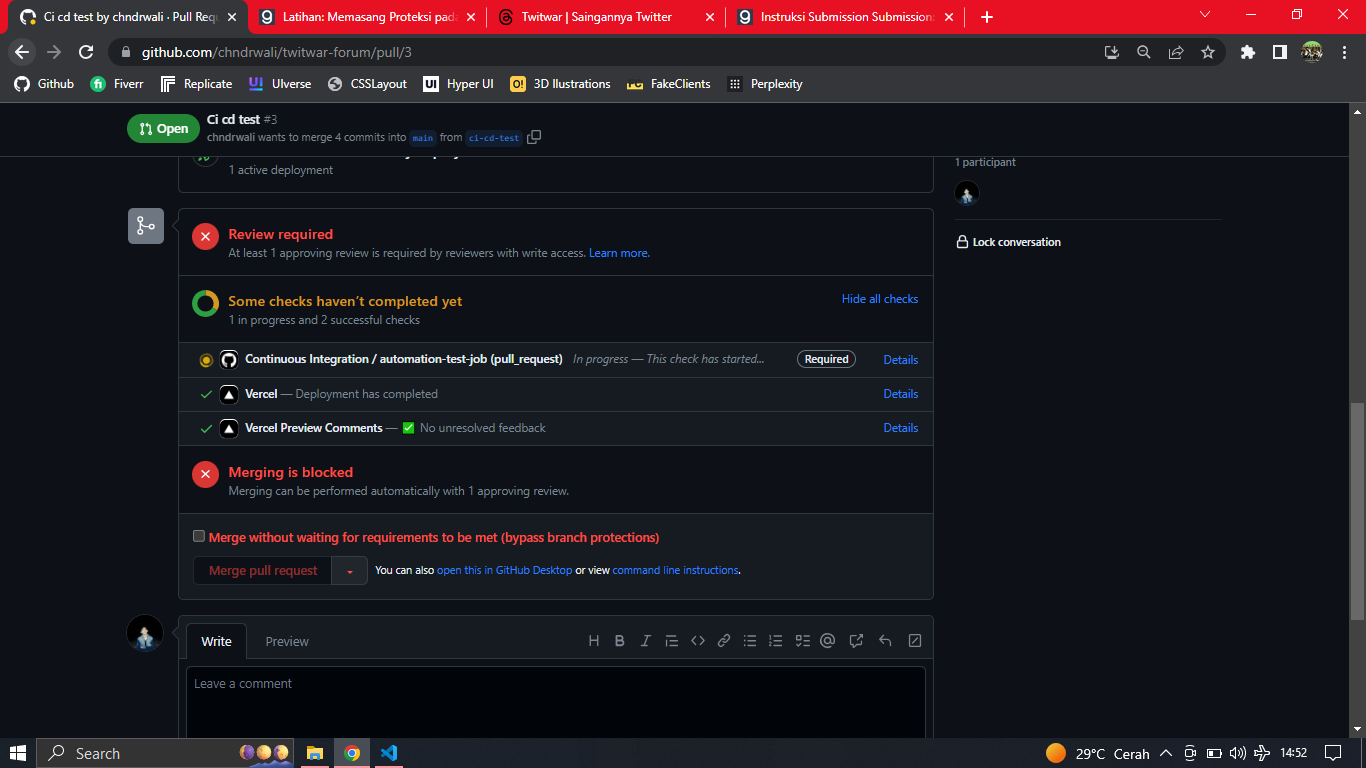 Ci cd test by chndrwali · Pull Requ
Latihan: Memasang Proteksi pada
Twitwar | Saingannya Twitter
Instruksi Submission Submission:
github.com/chndrwali/twitwar-forum/pull/3
Github
Fiverr
Replicate
UIverse
CSSLayout
Hyper UI
3D Ilustrations
FakeClients
Perplexity
Open
Ci cd test #3
chndrwali wants to merge 4 commits into main from ci-cd-test
1 active deployment
1 participant
Review required
At least 1 approving review is required by reviewers with write access. Learn more.
Lock conversation
Some checks haven't completed yet
Hide all checks
1 in progress and 2 successful checks
Continuous Integration / automation-test-job (pull_request) In progress — This check has started... Required Details
Vercel — Deployment has completed Details
Vercel Preview Comments — ✅ No unresolved feedback Details
Merging is blocked
Merging can be performed automatically with 1 approving review.
Merge without waiting for requirements to be met (bypass branch protections)
Merge pull request
You can also open this in GitHub Desktop or view command line instructions.
Write
Preview
Leave a comment
Search
29°C Cerah
14:52